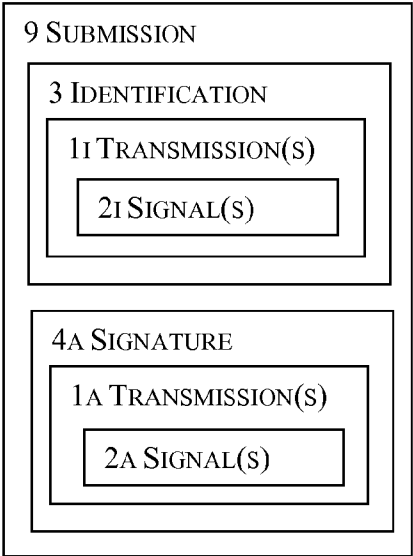 9 SUBMISSION
3 IDENTIFICATION
1I TRANSMISSION(S)
2I SIGNAL(S)
4A SIGNATURE
1A TRANSMISSION(S)
2A SIGNAL(S)